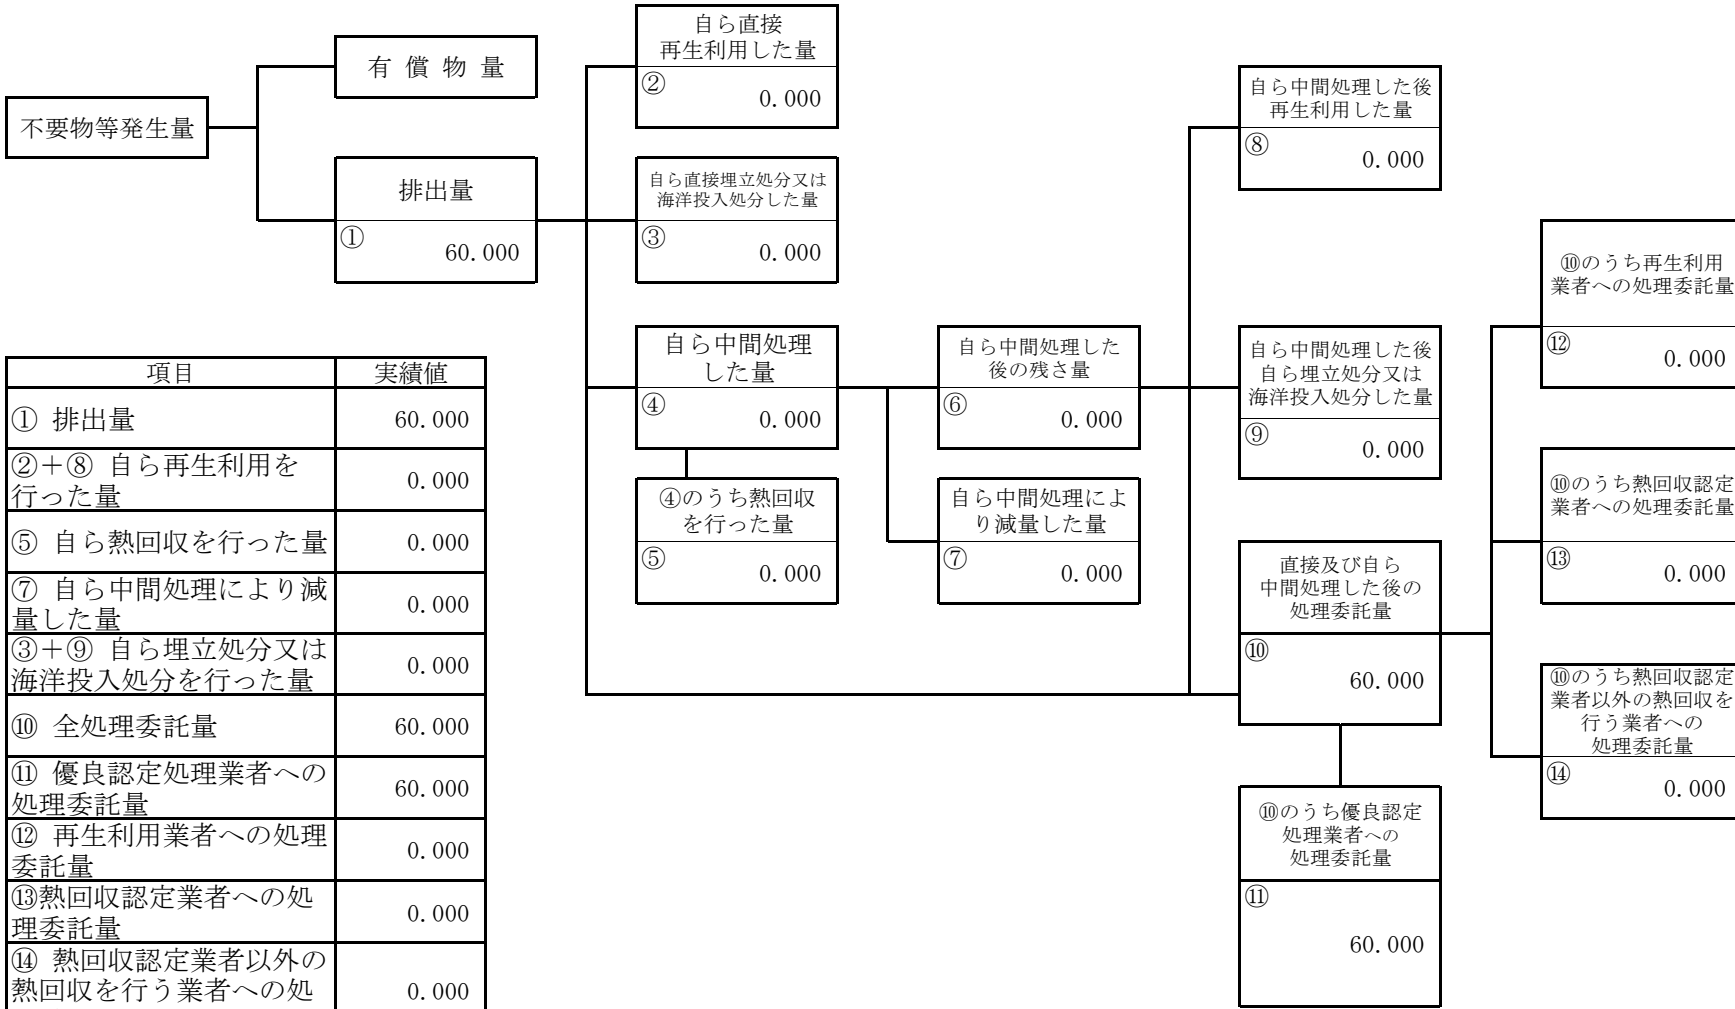 不要物等発生量
有 償 物 量
排出量
①
60.000
自ら直接
再生利用した量
②
0.000
自ら直接埋立処分又は
海洋投入処分した量
③
0.000
自ら中間処理
した量
④
0.000
④のうち熱回収
を行った量
⑤
0.000
自ら中間処理した
後の残さ量
⑥
0.000
自ら中間処理によ
り減量した量
⑦
0.000
自ら中間処理した後
再生利用した量
⑧
0.000
自ら中間処理した後
自ら埋立処分又は
海洋投入処分した量
⑨
0.000
直接及び自ら
中間処理した後の
処理委託量
⑩
60.000
⑩のうち優良認定
処理業者への
処理委託量
⑪
60.000
⑩のうち再生利用
業者への処理委託量
⑫
0.000
⑩のうち熱回収認定
業者への処理委託量
⑬
0.000
⑩のうち熱回収認定
業者以外の熱回収を
行う業者への
処理委託量
⑭
0.000
項目 実績値
① 排出量 60.000
②+⑧ 自ら再生利用を
行った量 0.000
⑤ 自ら熱回収を行った量 0.000
⑦ 自ら中間処理により減
量した量 0.000
③+⑨ 自ら埋立処分又は
海洋投入処分を行った量 0.000
⑩ 全処理委託量 60.000
⑪ 優良認定処理業者への
処理委託量 60.000
⑫ 再生利用業者への処理
委託量 0.000
⑬熱回収認定業者への処
理委託量 0.000
⑭ 熱回収認定業者以外の
熱回収を行う業者への処 0.000